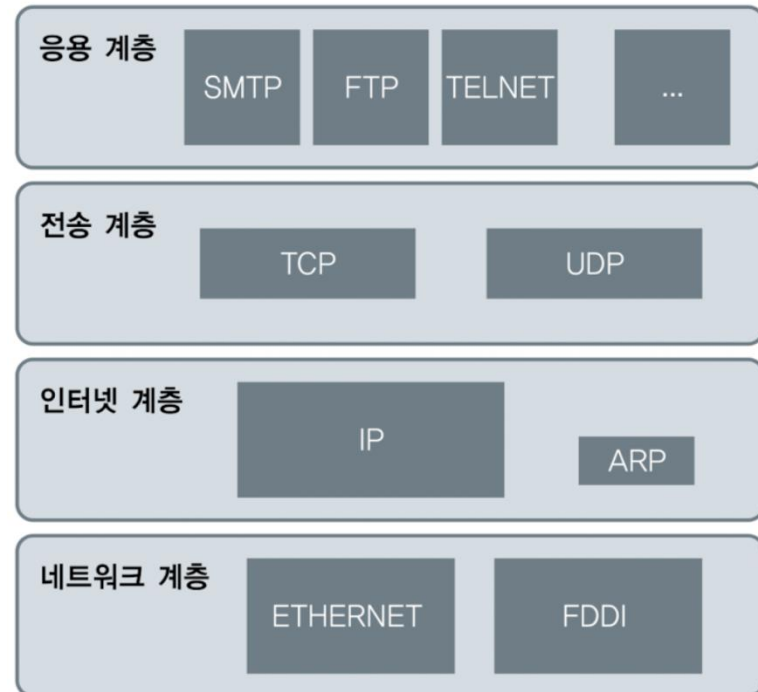 응용 계층
SMTP FTP TELNET ...
전송 계층
TCP UDP
인터넷 계층
IP
ARP
네트워크 계층
ETHERNET FDDI